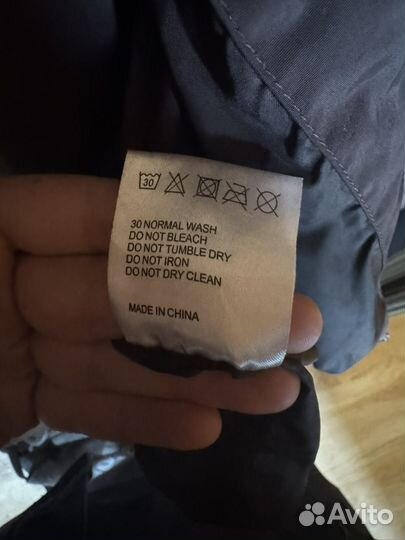 30
30 NORMAL WASH
DO NOT BLEACH
DO NOT TUMBLE DRY
DO NOT IRON
DO NOT DRY CLEAN
MADE IN CHINA
Avito